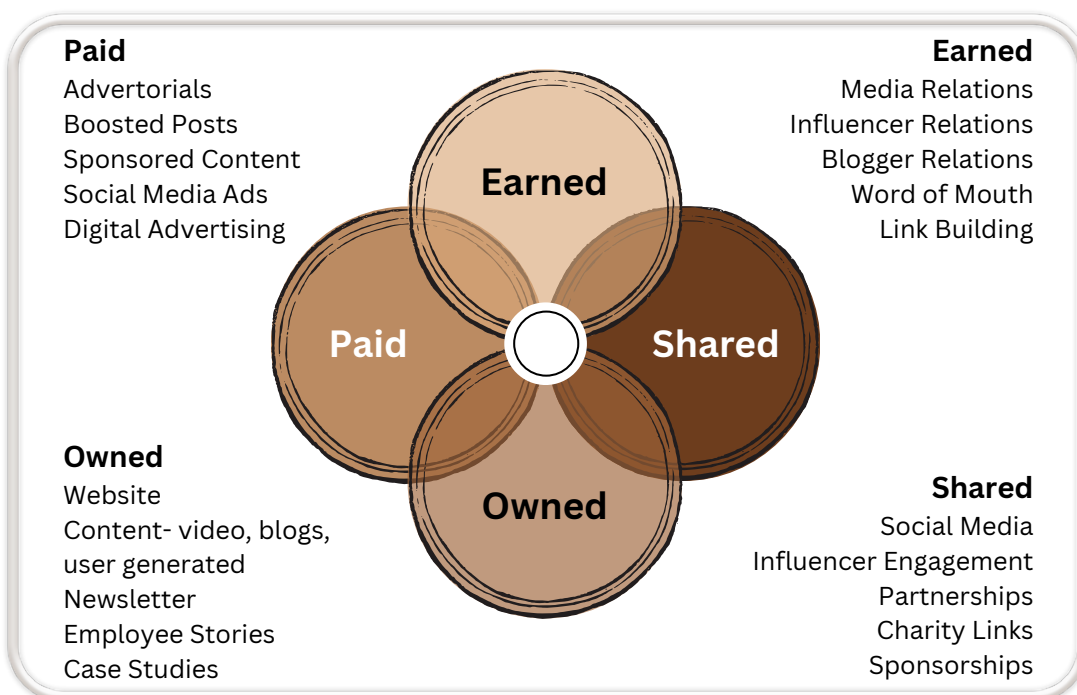 Paid
Advertorials
Boosted Posts
Sponsored Content
Social Media Ads
Digital Advertising
Earned
Media Relations
Influencer Relations
Blogger Relations
Word of Mouth
Link Building
Earned
Paid
Shared
Owned
Owned
Website
Content- video, blogs,
user generated
Newsletter
Employee Stories
Case Studies
Shared
Social Media
Influencer Engagement
Partnerships
Charity Links
Sponsorships